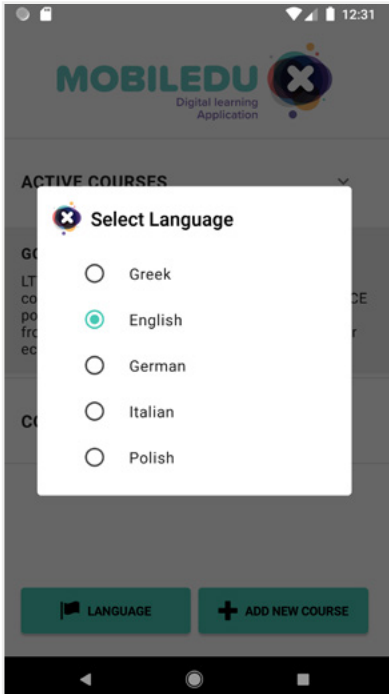 12:31
MOBILEDU
Digital learning
Application
ACTIVE COURSES
Select Language
Greek
English
German
Italian
Polish
LANGUAGE
ADD NEW COURSE